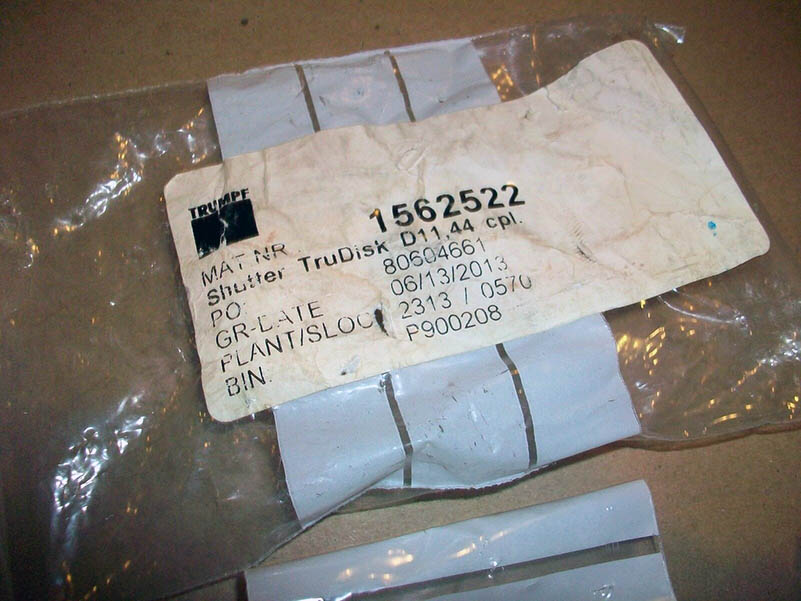 TRUMPF
MAT NR. 1562522
Shutter TruDisk D11,44 cpl.
PO: 80604661
GR-DATE 06/13/2013
PLANT/SLOC 2313 / 0570
BIN. P900208